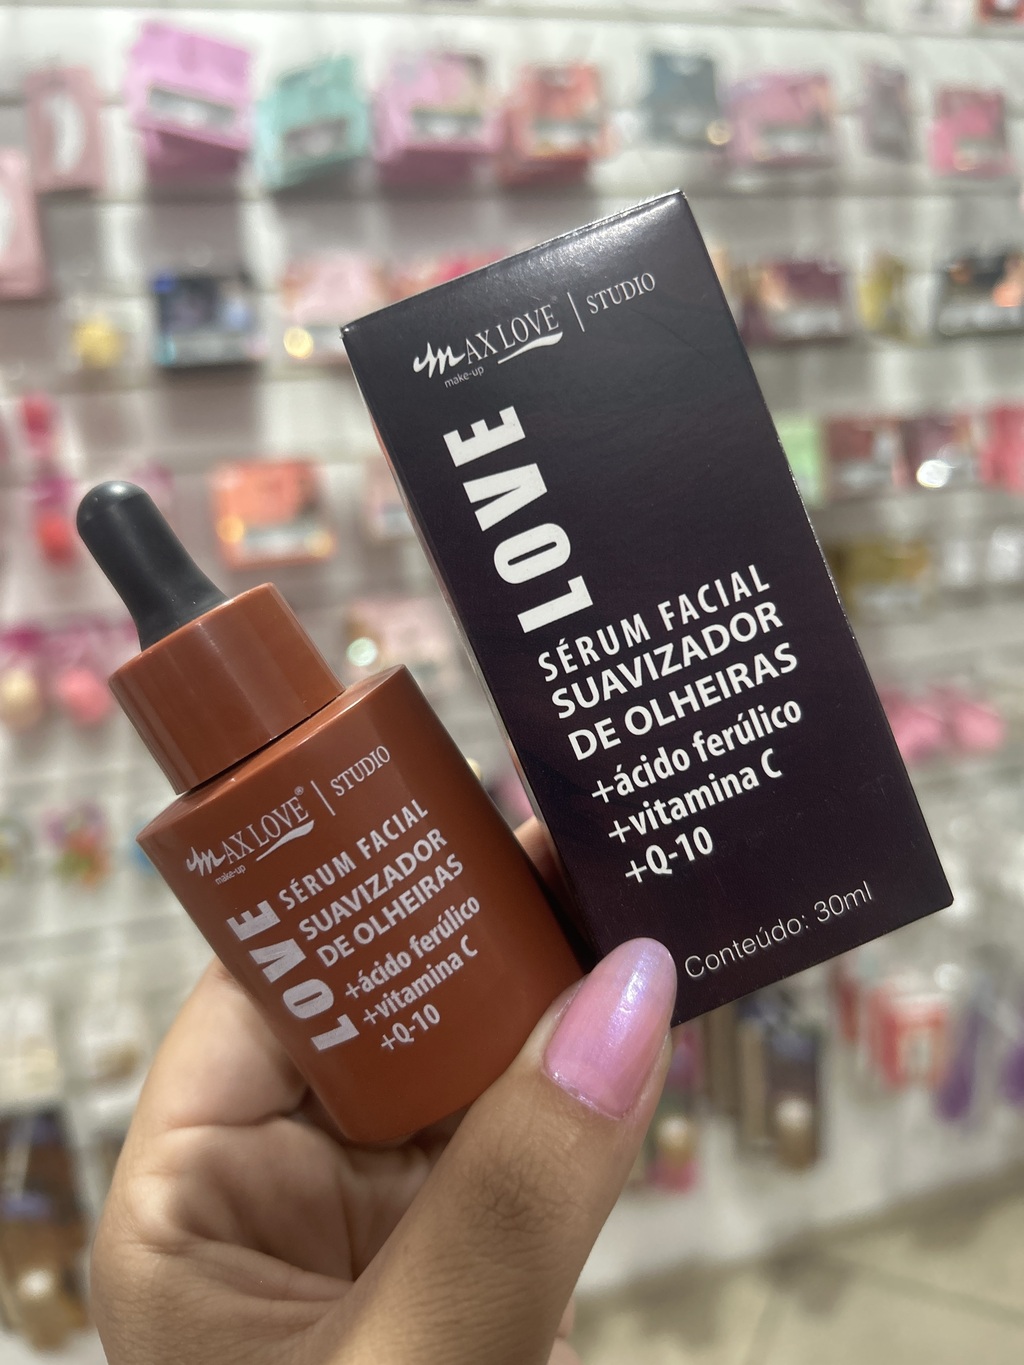 MAX LOVE | STUDIO
make-up
LOVE
SÉRUM FACIAL
SUAVIZADOR
DE OLHEIRAS
+ácido ferúlico
+vitamina C
+Q-10
Conteúdo: 30ml
MAX LOVE® | STUDIO
make-up
LOVE
SÉRUM FACIAL
SUAVIZADOR
DE OLHEIRAS
+ácido ferúlico
+vitamina C
+Q-10